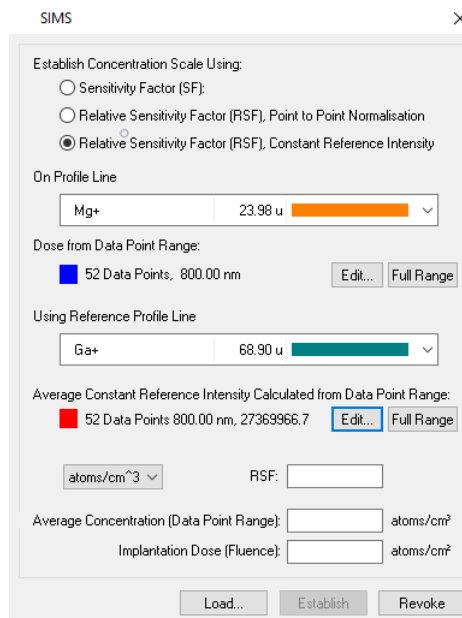 SIMS
Establish Concentration Scale Using:
Sensitivity Factor (SF):
Relative Sensitivity Factor (RSF), Point to Point Normalisation
Relative Sensitivity Factor (RSF), Constant Reference Intensity
On Profile Line
Mg+ 23.98 u
Dose from Data Point Range:
52 Data Points, 800.00 nm Edit... Full Range
Using Reference Profile Line
Ga+ 68.90 u
Average Constant Reference Intensity Calculated from Data Point Range:
52 Data Points 800.00 nm, 27369966.7 Edit... Full Range
atoms/cm^3 RSF:
Average Concentration (Data Point Range): atoms/cm³
Implantation Dose (Fluence): atoms/cm²
Load... Establish Revoke